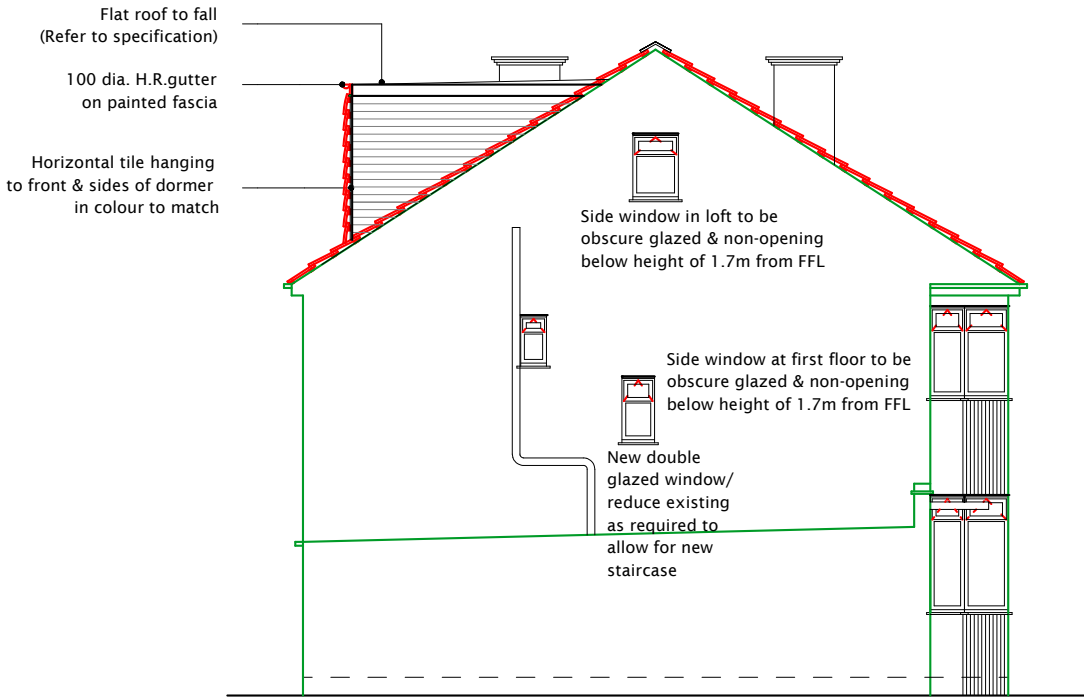 Flat roof to fall
(Refer to specification)
100 dia. H.R.gutter
on painted fascia
Horizontal tile hanging
to front & sides of dormer
in colour to match
Side window in loft to be
obscure glazed & non-opening
below height of 1.7m from FFL
Side window at first floor to be
obscure glazed & non-opening
below height of 1.7m from FFL
New double
glazed window/
reduce existing
as required to
allow for new
staircase